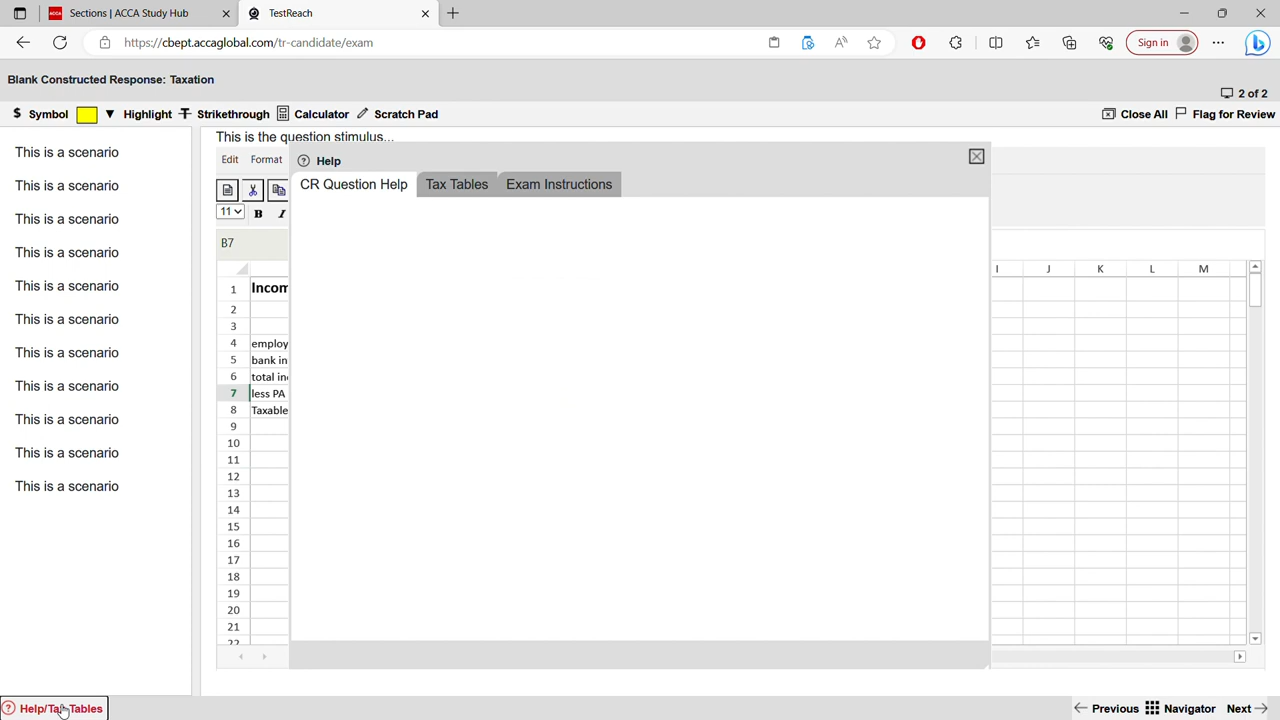 Sections | ACCA Study Hub
TestReach
https://cbept.accaglobal.com/tr-candidate/exam
Sign in
Blank Constructed Response: Taxation
2 of 2
$ Symbol Highlight Strikethrough Calculator Scratch Pad
Close All Flag for Review
This is a scenario
This is a scenario
This is a scenario
This is a scenario
This is a scenario
This is a scenario
This is a scenario
This is a scenario
This is a scenario
This is a scenario
This is a scenario
This is the question stimulus...
Edit Format
11 B I
B7
? Help
CR Question Help Tax Tables Exam Instructions
I J K L M
1 Incom
2
3
4 employ
5 bank in
6 total in
7 less PA
8 Taxable
9
10
11
12
13
14
15
16
17
18
19
20
21
22
? Help/Tax Tables
Previous Navigator Next